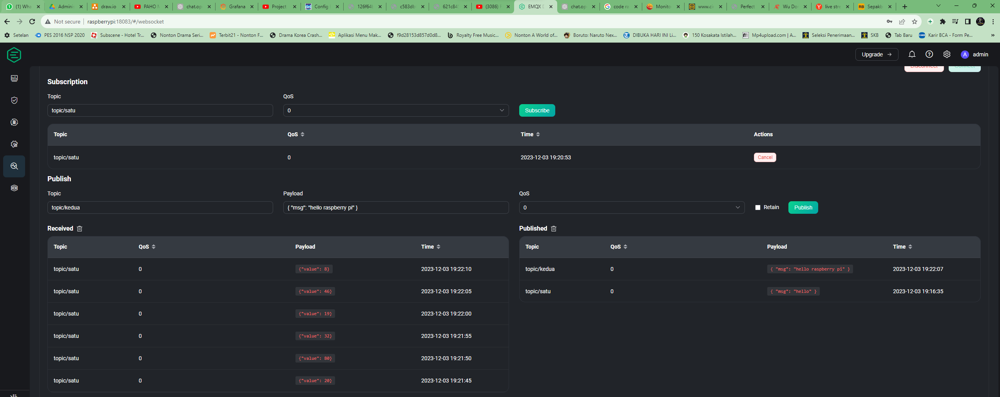 (1) Wha
Adminis
draw.io
PAHO M
chat.op
Grafana
Project
Config
126f64b
c583db
621c845
(3086) F
EMQX D
chat.op
code ra
Monito
www.cir
Perfect
Wu Do
live stre
Sepakb
Not secure raspberrypi:18083/#/websocket
Setelan
PES 2016 NSP 2020
Subscene - Hotel Tr...
Nonton Drama Seri...
Terbit21 - Nonton F...
Drama Korea Crash...
Aplikasi Menu Mak...
f9d28153d857d0d8...
Royalty Free Music...
Nonton A World of...
Boruto: Naruto Nex...
DIBUKA HARI INI Li...
150 Kosakata Istilah...
Mp4upload.com | A...
Seleksi Penerimaan...
SKB
Tab Baru
Karir BCA - Form Pe...
Upgrade
A admin
Disconnect Connect
Subscription
Topic QoS
topic/satu 0 Subscribe
Topic QoS Time Actions
topic/satu 0 2023-12-03 19:20:53 Cancel
Publish
Topic Payload QoS
topic/kedua { "msg": "hello raspberry pi" } 0 Retain Publish
Received
Topic QoS Payload Time
topic/satu 0 {"value": 8} 2023-12-03 19:22:10
topic/satu 0 {"value": 46} 2023-12-03 19:22:05
topic/satu 0 {"value": 19} 2023-12-03 19:22:00
topic/satu 0 {"value": 32} 2023-12-03 19:21:55
topic/satu 0 {"value": 80} 2023-12-03 19:21:50
topic/satu 0 {"value": 20} 2023-12-03 19:21:45
Published
Topic QoS Payload Time
topic/kedua 0 { "msg": "hello raspberry pi" } 2023-12-03 19:22:07
topic/satu 0 { "msg": "hello" } 2023-12-03 19:16:35